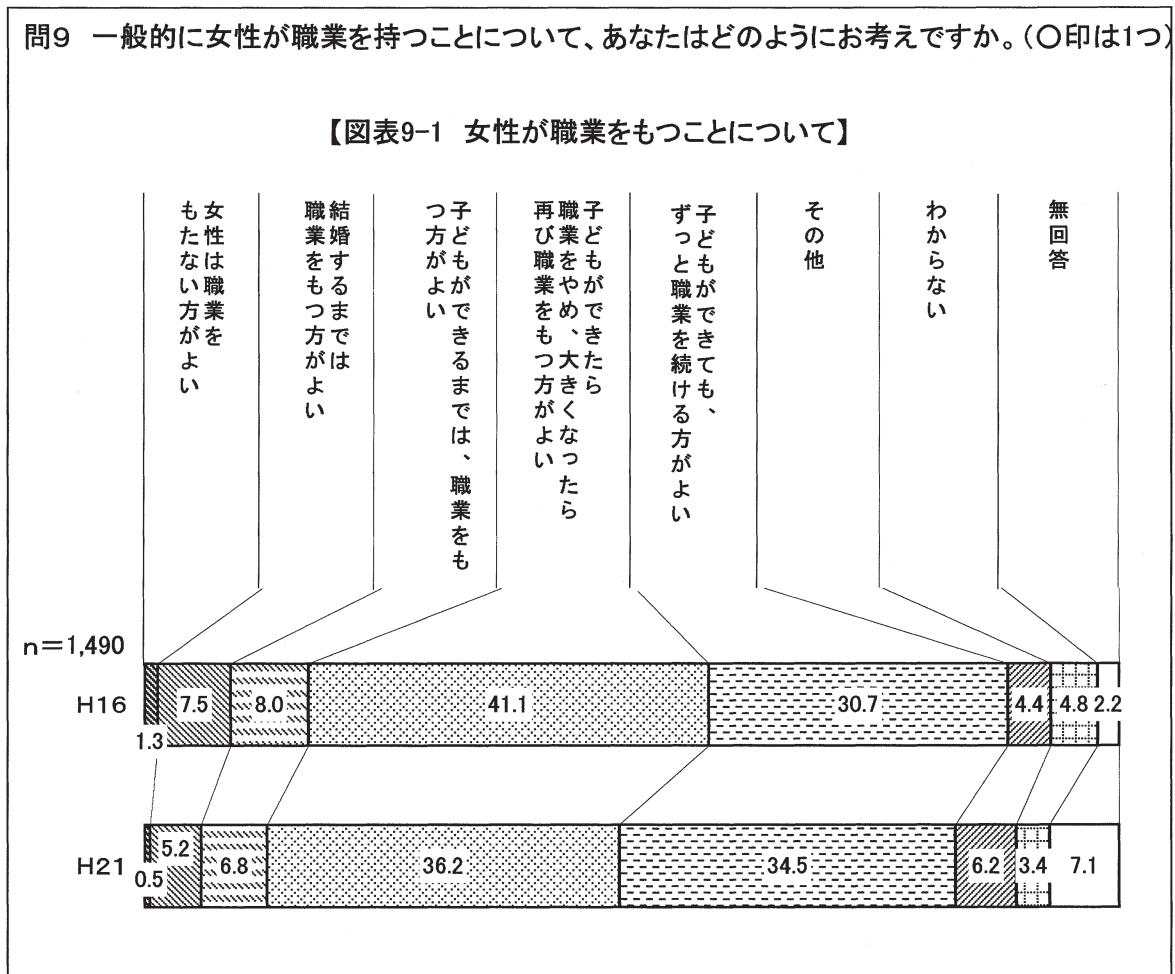 問9 一般的に女性が職業を持つことについて、あなたはどのようにお考えですか。(〇印は1つ)
【図表9-1 女性が職業をもつことについて】
女性は職業を
もたない方がよい
結婚するまでは
職業をもつ方がよい
子どもができるまでは、職業をも
つ方がよい
子どもができたら
職業をやめ、大きくなったら
再び職業をもつ方がよい
子どもができても、
ずっと職業を続ける方がよい
その他
わからない
無回答
n=1,490
H16
1.3
7.5
8.0
41.1
30.7
4.4
4.8
2.2
H21
0.5
5.2
6.8
36.2
34.5
6.2
3.4
7.1